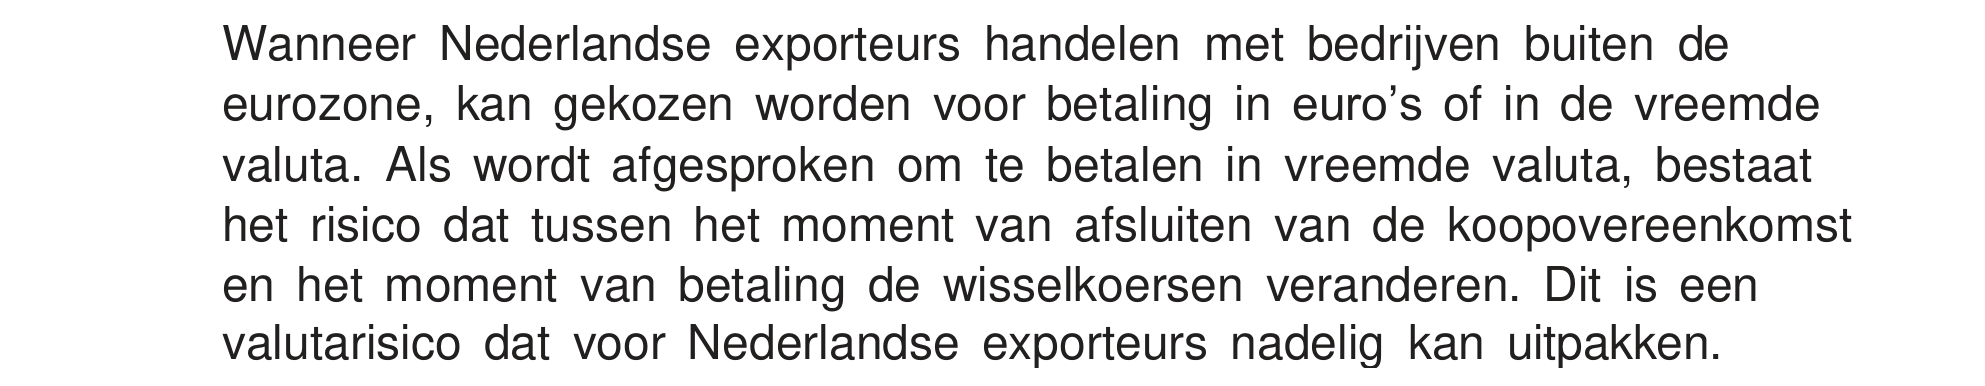 Wanneer Nederlandse exporteurs handelen met bedrijven buiten de
eurozone, kan gekozen worden voor betaling in euro’s of in de vreemde
valuta. Als wordt afgesproken om te betalen in vreemde valuta, bestaat
het risico dat tussen het moment van afsluiten van de koopovereenkomst
en het moment van betaling de wisselkoersen veranderen. Dit is een
valutarisico dat voor Nederlandse exporteurs nadelig kan uitpakken.